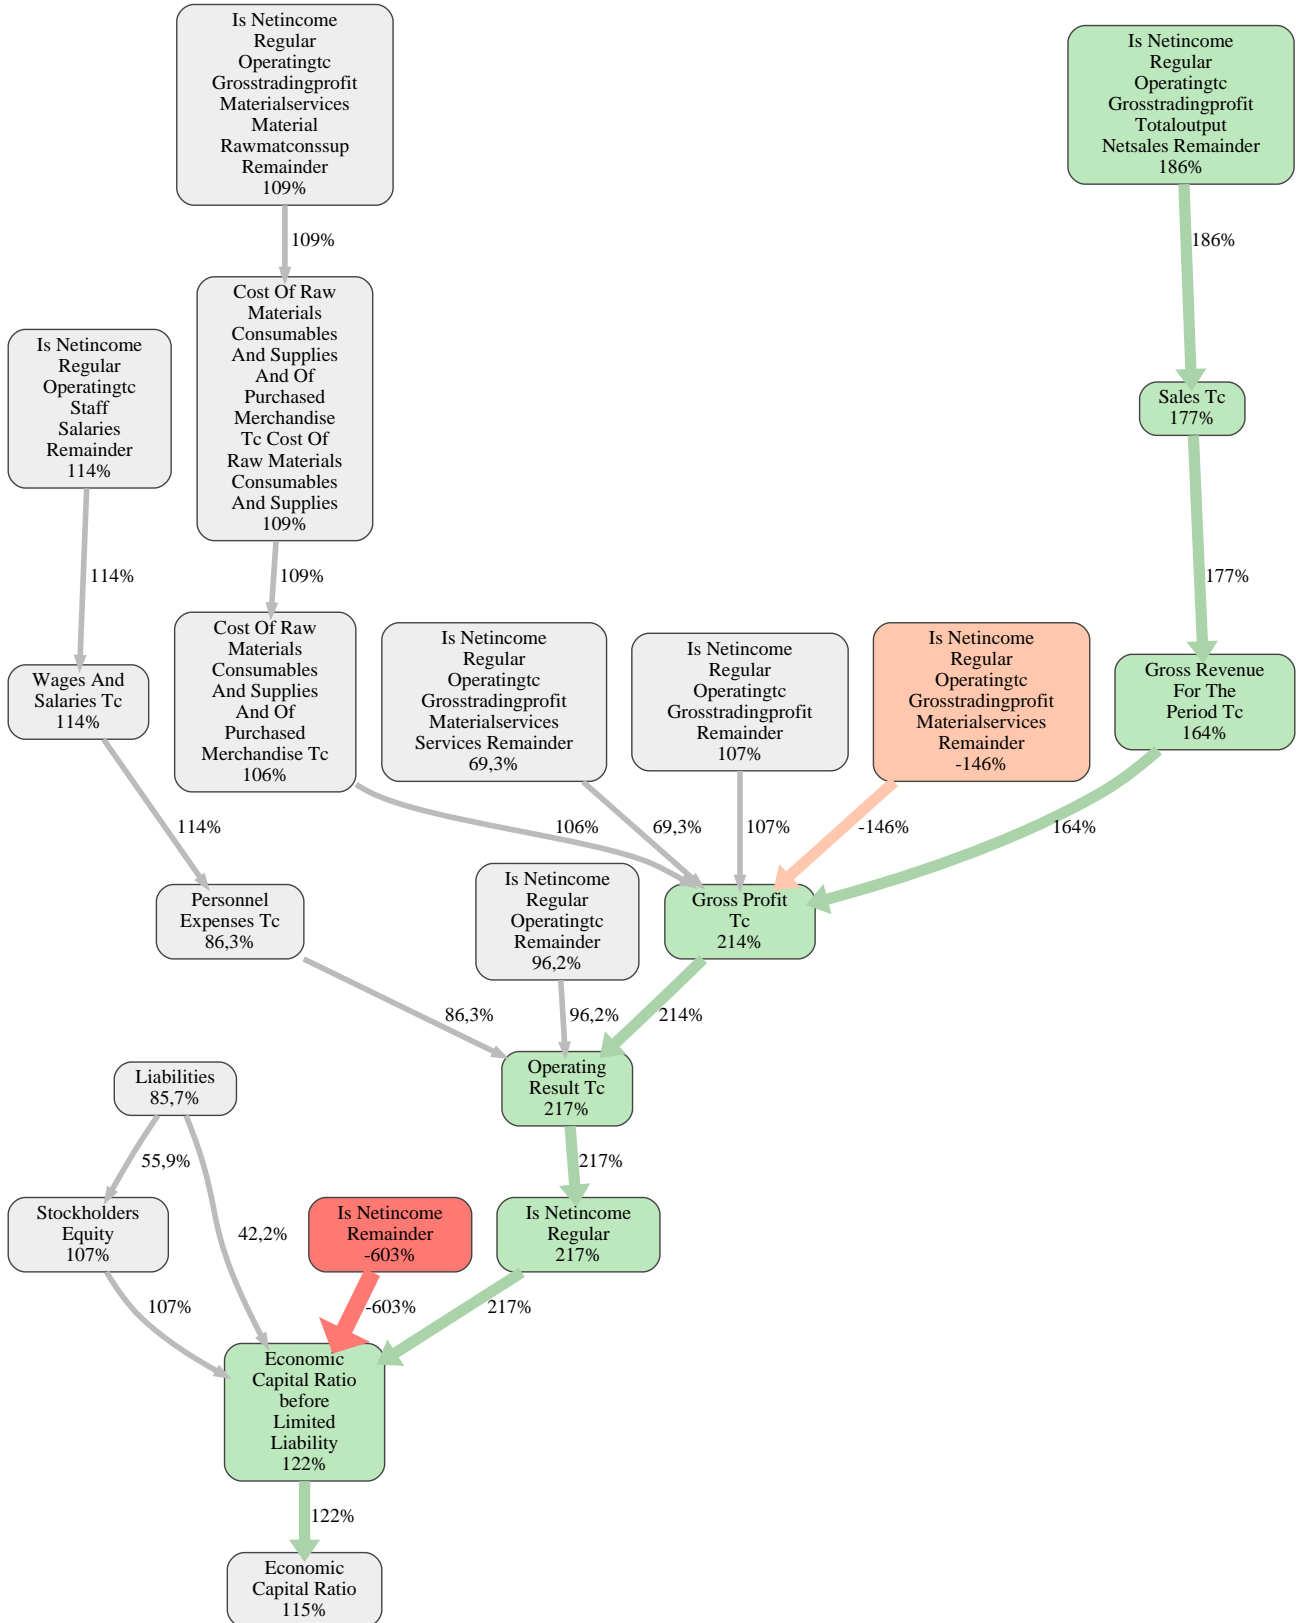 Is Netincome
Regular
Operatingtc
Grosstradingprofit
Materialservices
Material
Rawmatconssup
Remainder
109%
Is Netincome
Regular
Operatingtc
Grosstradingprofit
Totaloutput
Netsales Remainder
186%
109%
186%
Cost Of Raw
Materials
Consumables
And Supplies
And Of
Purchased
Merchandise
Tc Cost Of
Raw Materials
Consumables
And Supplies
109%
Is Netincome
Regular
Operatingtc
Staff
Salaries
Remainder
114%
Sales Tc
177%
114%
109%
177%
Wages And
Salaries Tc
114%
Cost Of Raw
Materials
Consumables
And Supplies
And Of
Purchased
Merchandise Tc
106%
Is Netincome
Regular
Operatingtc
Grosstradingprofit
Materialservices
Services Remainder
69,3%
Is Netincome
Regular
Operatingtc
Grosstradingprofit
Remainder
107%
Is Netincome
Regular
Operatingtc
Grosstradingprofit
Materialservices
Remainder
-146%
Gross Revenue
For The
Period Tc
164%
114%
106%
69,3%
107%
-146%
164%
Personnel
Expenses Tc
86,3%
Is Netincome
Regular
Operatingtc
Remainder
96,2%
Gross Profit
Tc
214%
86,3%
96,2%
214%
Liabilities
85,7%
Operating
Result Tc
217%
55,9%
217%
Stockholders
Equity
107%
42,2%
Is Netincome
Remainder
-603%
Is Netincome
Regular
217%
107%
-603%
217%
Economic
Capital Ratio
before
Limited
Liability
122%
122%
Economic
Capital Ratio
115%